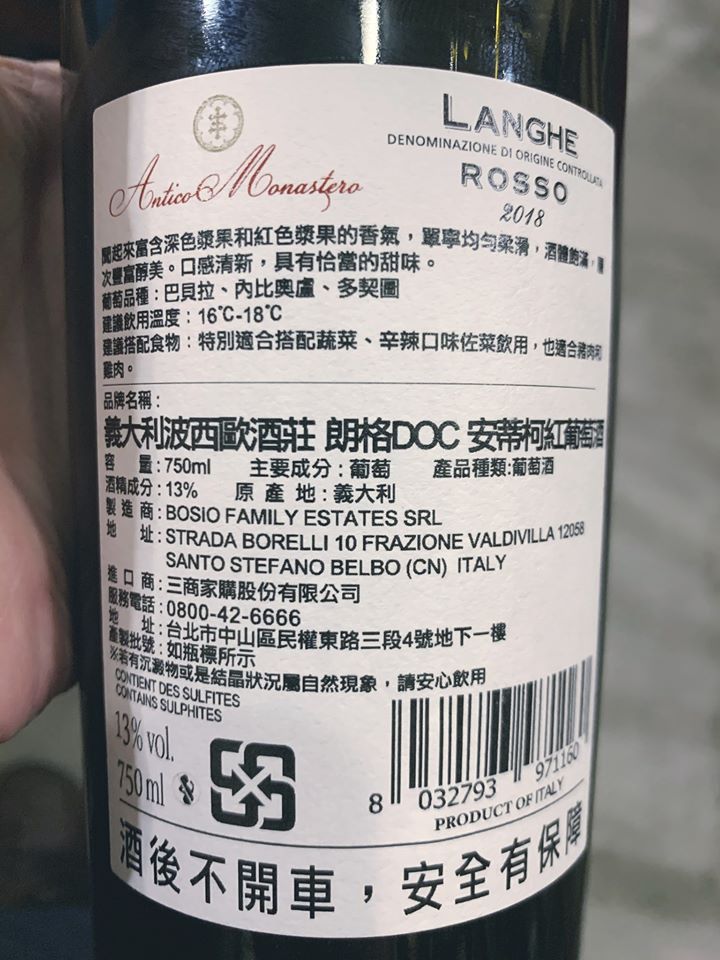 LANGHE
DENOMINAZIONE DI ORIGINE CONTROLLATA
ROSSO
2018
Antico Monastero
聞起來富含深色漿果和紅色漿果的香氣，單寧均勻柔滑，酒體飽滿，層
次豐富醇美。口感清新，具有恰當的甜味。
葡萄品種：巴貝拉、內比奧盧、多契圖
建議飲用溫度：16℃-18℃
建議搭配食物：特別適合搭配蔬菜、辛辣口味佐菜飲用，也適合豬肉和
雞肉。
品牌名稱：
義大利波西歐酒莊 朗格DOC 安蒂柯紅葡萄酒
容 量：750ml 主要成分：葡萄 產品種類:葡萄酒
酒精成分：13% 原 產 地：義大利
製 造 商：BOSIO FAMILY ESTATES SRL
地 址：STRADA BORELLI 10 FRAZIONE VALDIVILLA 12058
SANTO STEFANO BELBO (CN) ITALY
進 口 商：三商家購股份有限公司
服務電話：0800-42-6666
地 址：台北市中山區民權東路三段4號地下一樓
產製批號：如瓶標所示
※若有沉澱物或是結晶狀況屬自然現象，請安心飲用
CONTIENT DES SULFITES
CONTAINS SULPHITES
13% vol.
750 ml
8 032793 971160
PRODUCT OF ITALY
酒後不開車，安全有保障